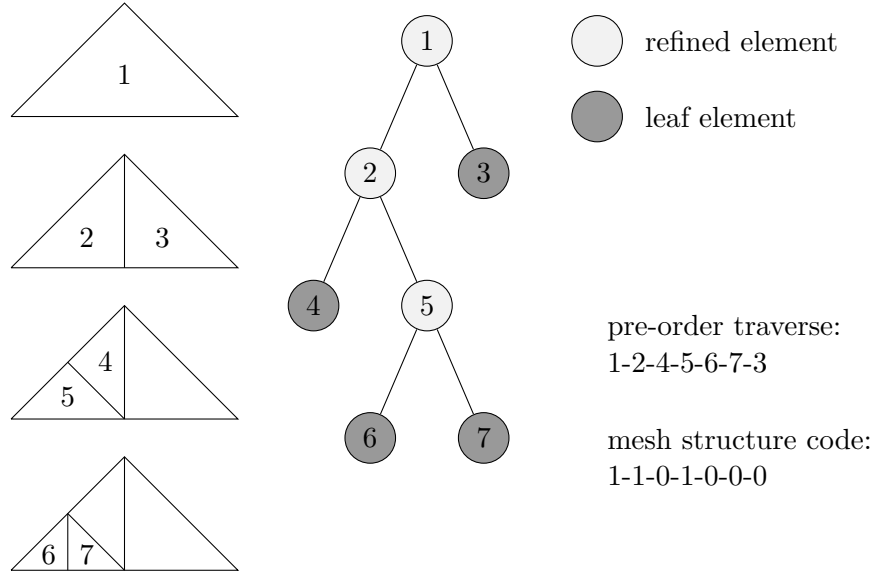 1
2 3
4
5
6 7
1
2 3
4 5
6 7
refined element
leaf element
pre-order traverse:
1-2-4-5-6-7-3
mesh structure code:
1-1-0-1-0-0-0